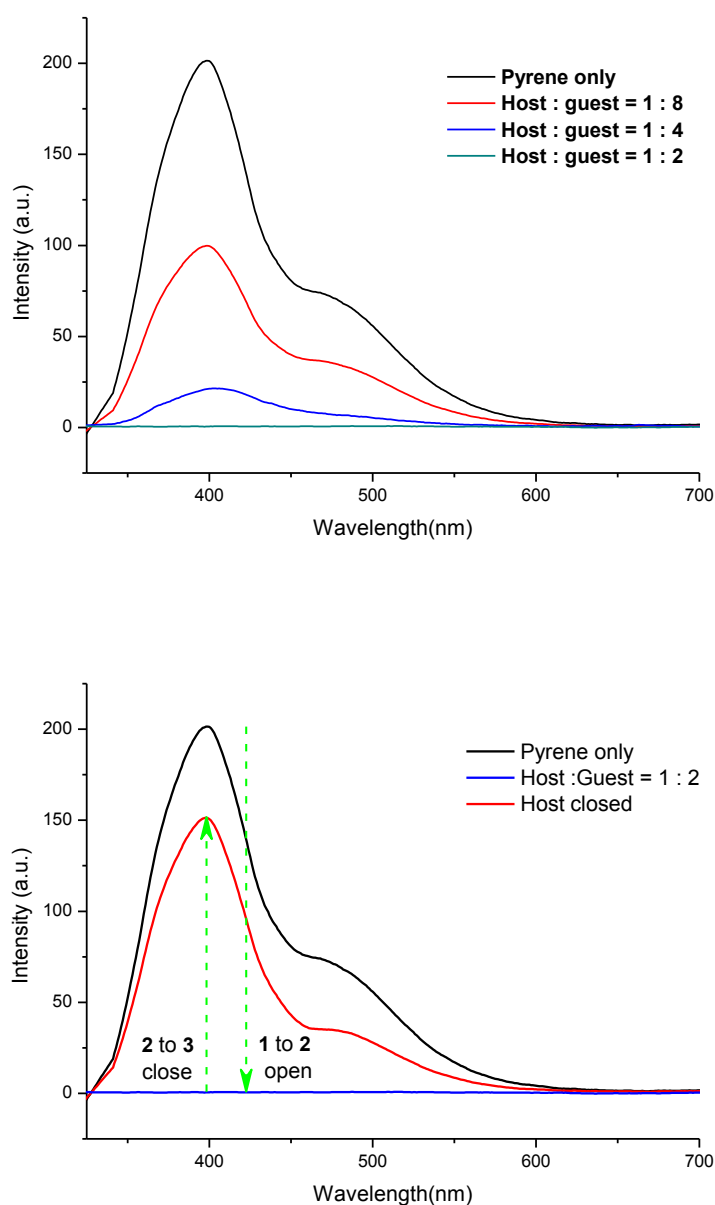 200
150
100
50
0
Intensity (a.u.)
Pyrene only
Host : guest = 1 : 8
Host : guest = 1 : 4
Host : guest = 1 : 2
400 500 600 700
Wavelength(nm)
200
150
100
50
0
Intensity (a.u.)
Pyrene only
Host :Guest = 1 : 2
Host closed
2 to 3
close
1 to 2
open
400 500 600 700
Wavelength(nm)